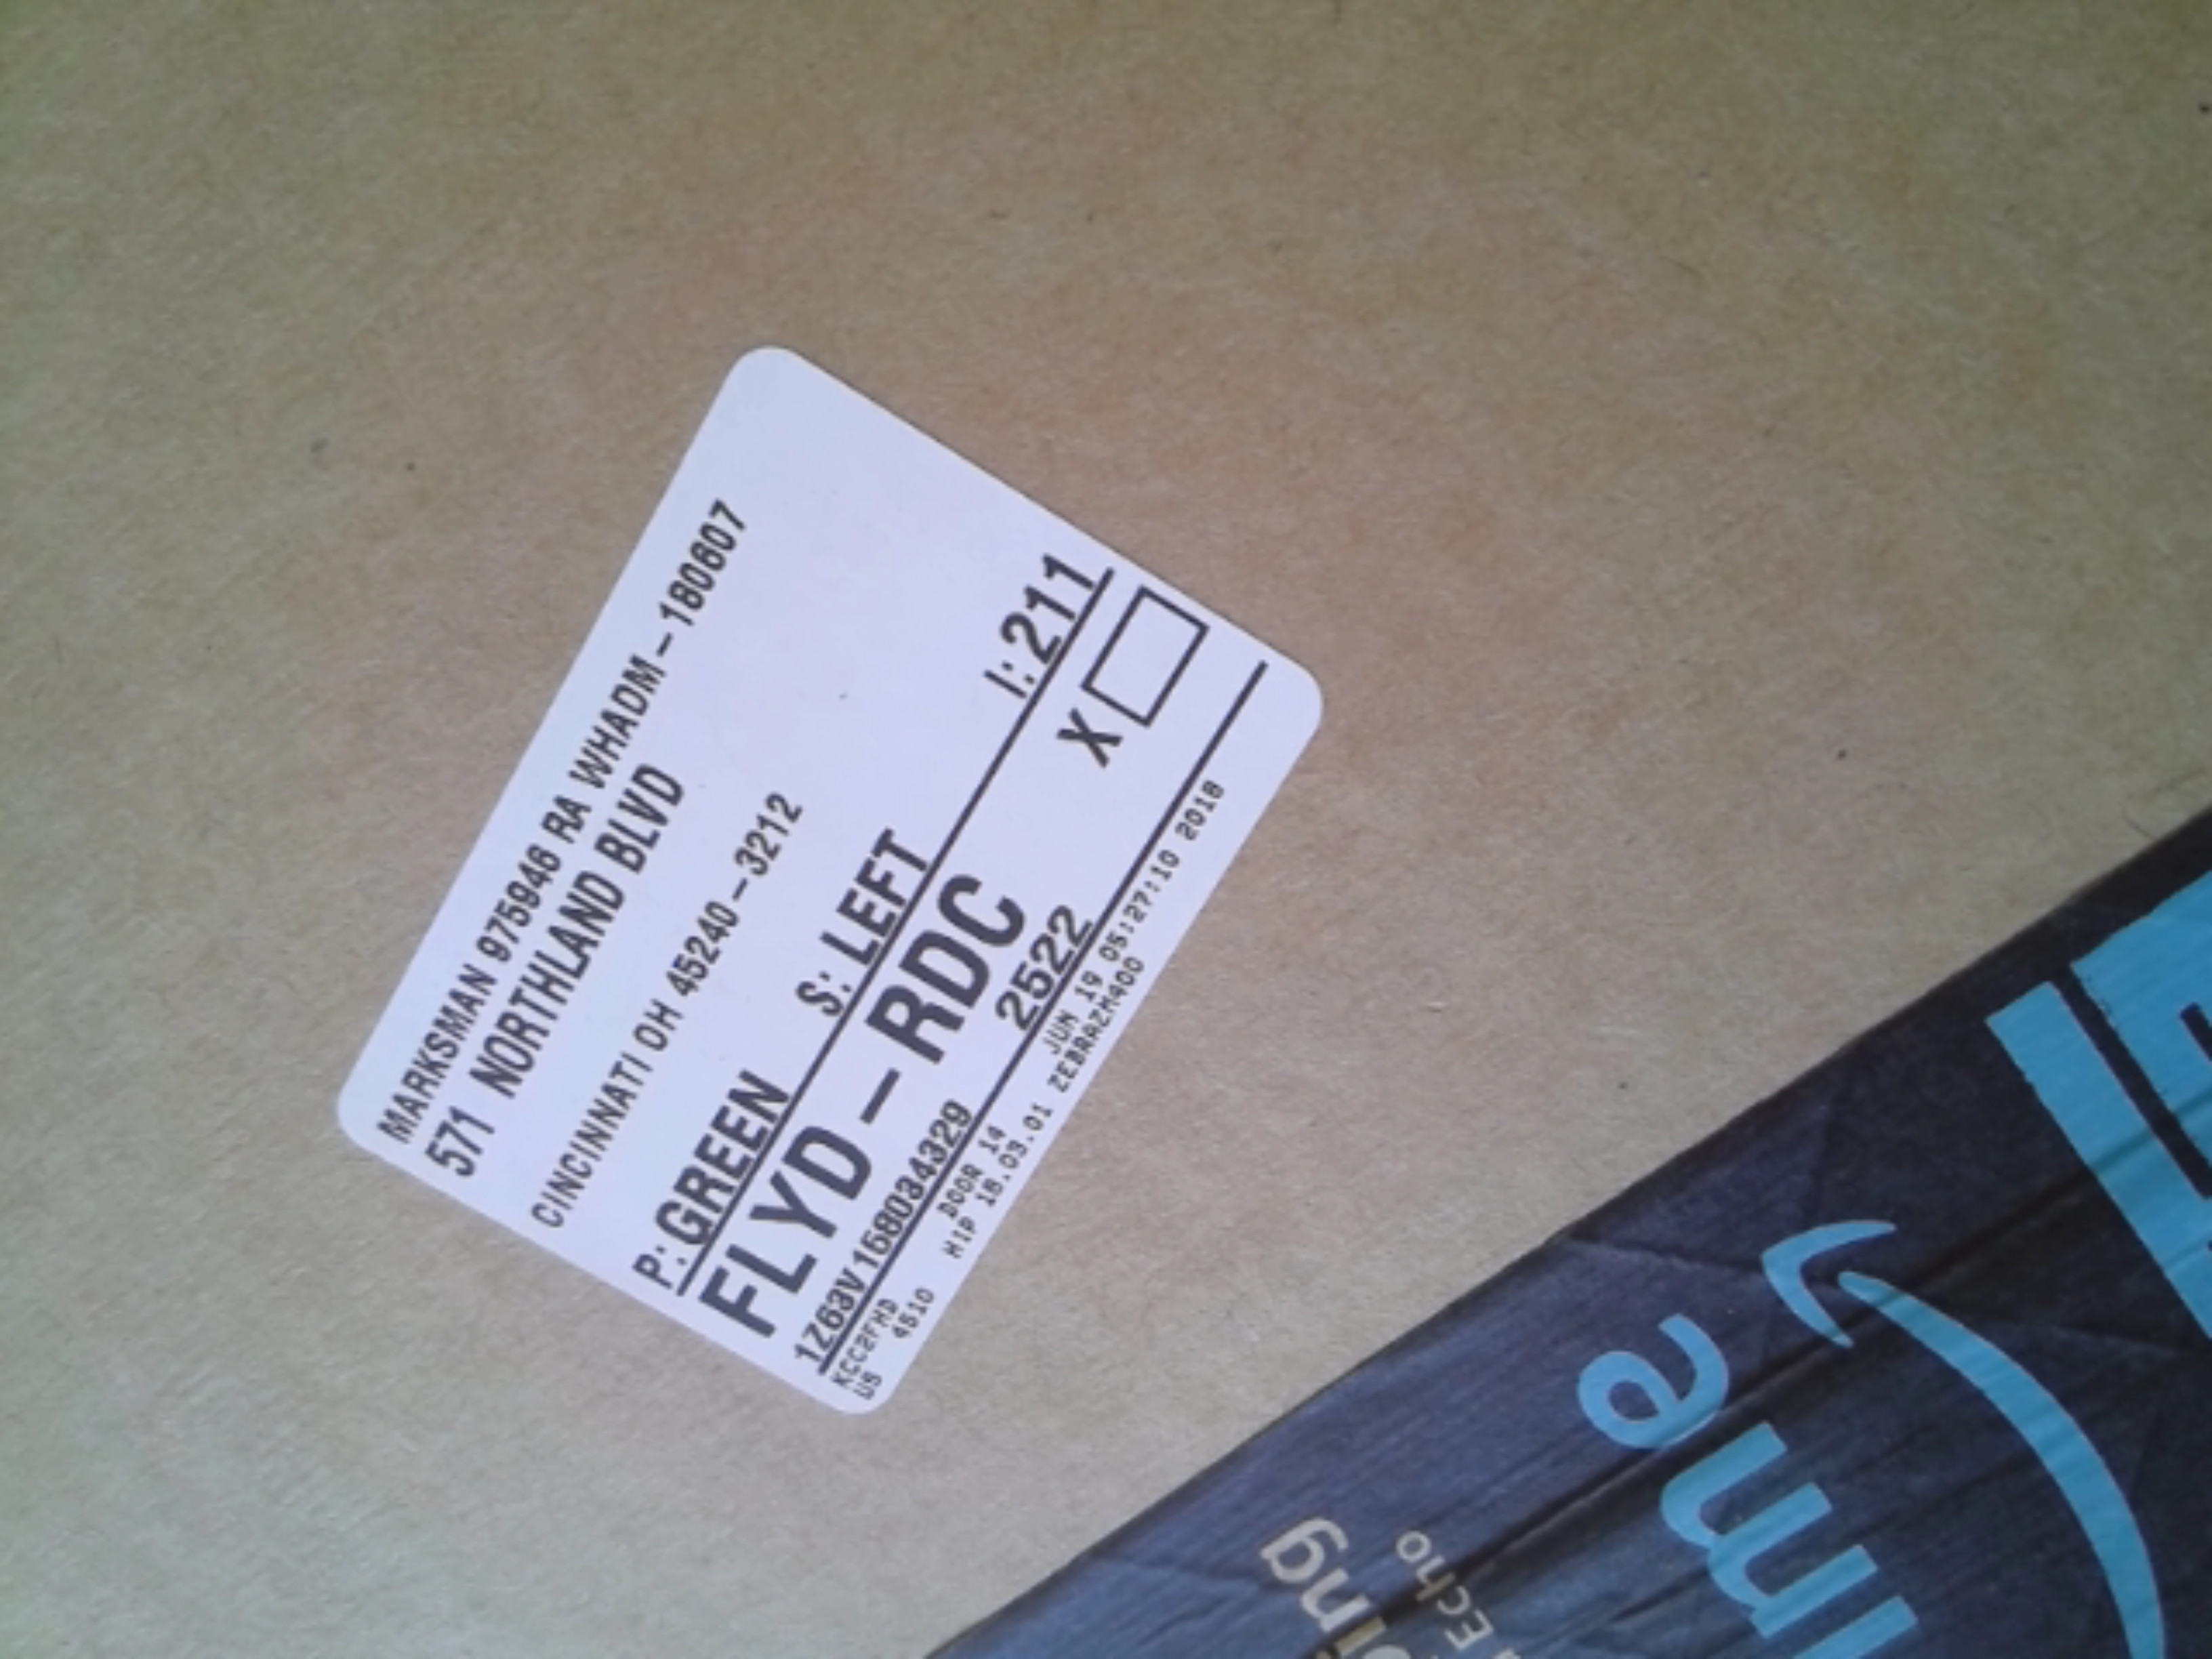 MARKSMAN 975946 RA WHADM-180607
571 NORTHLAND BLVD
CINCINNATI OH 45240-3212
P: GREEN S: LEFT I: 211
FLYD-RDC X
1Z63V168034329 2522
KCC2FHD DOOR 14 JUN 19 05:27:10 2018
US 4510 HIP 18.03.01 ZEBRAZM400
me
Echo